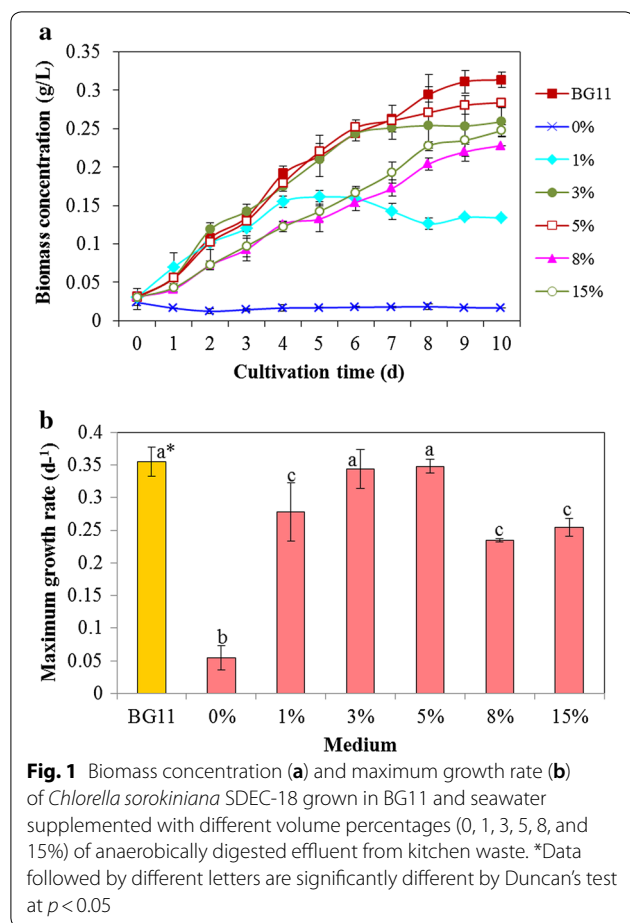 a
0.35
0.3
0.25
0.2
0.15
0.1
0.05
0
Biomass concentration (g/L)
0 1 2 3 4 5 6 7 8 9 10
Cultivation time (d)
BG11
0%
1%
3%
5%
8%
15%
b
0.4
0.35
0.3
0.25
0.2
0.15
0.1
0.05
0
Maximum growth rate (d-1)
a* b c a a c c
BG11 0% 1% 3% 5% 8% 15%
Medium
Fig. 1 Biomass concentration (a) and maximum growth rate (b)
of Chlorella sorokiniana SDEC-18 grown in BG11 and seawater
supplemented with different volume percentages (0, 1, 3, 5, 8, and
15%) of anaerobically digested effluent from kitchen waste. *Data
followed by different letters are significantly different by Duncan's test
at p < 0.05